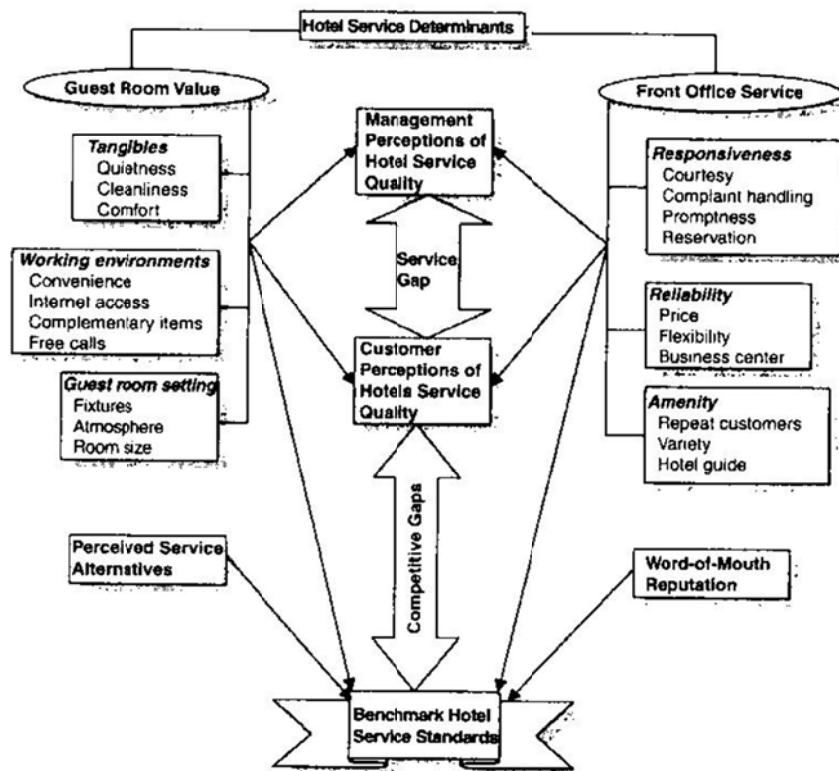 Hotel Service Determinants
Guest Room Value
Front Office Service
Tangibles
Quietness
Cleanliness
Comfort
Working environments
Convenience
Internet access
Complementary items
Free calls
Guest room setting
Fixtures
Atmosphere
Room size
Management
Perceptions of
Hotel Service
Quality
Service
Gap
Customer
Perceptions of
Hotels Service
Quality
Responsiveness
Courtesy
Complaint handling
Promptness
Reservation
Reliability
Price
Flexibility
Business center
Amenity
Repeat customers
Variety
Hotel guide
Perceived Service
Alternatives
Competitive Gaps
Word-of-Mouth
Reputation
Benchmark Hotel
Service Standards